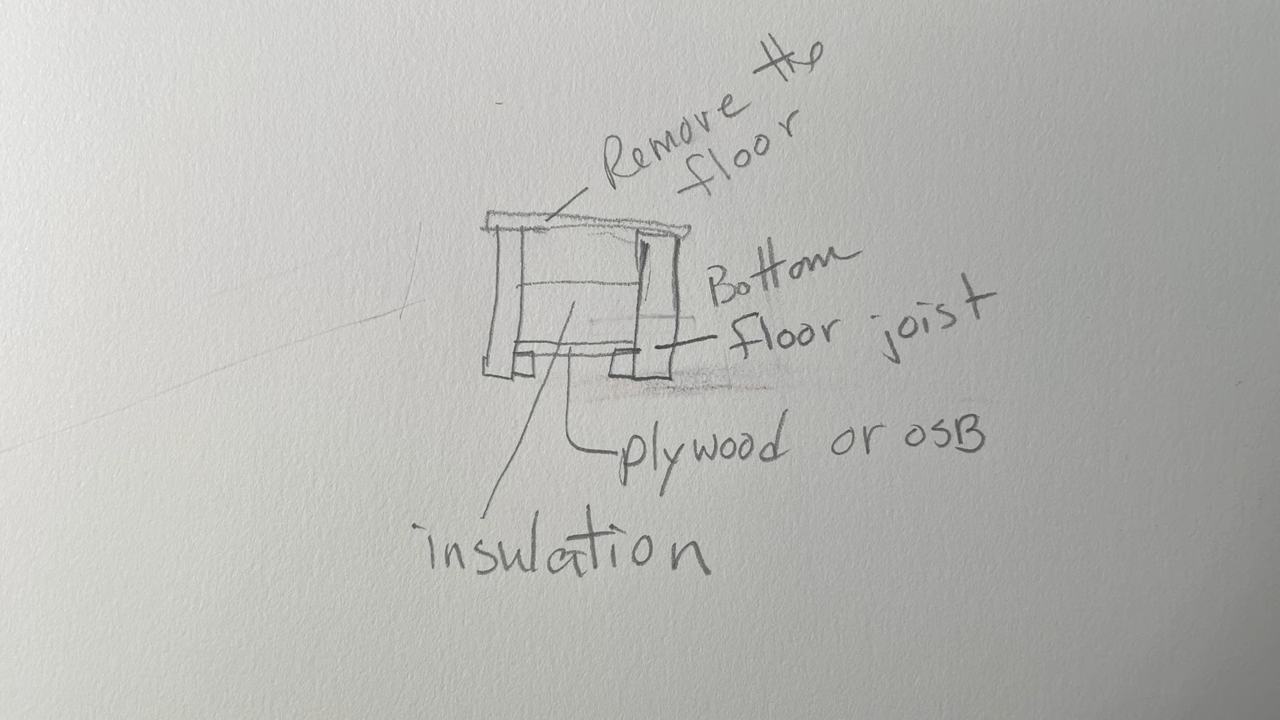 Remove the
floor
Bottom
floor joist
plywood or OSB
insulation